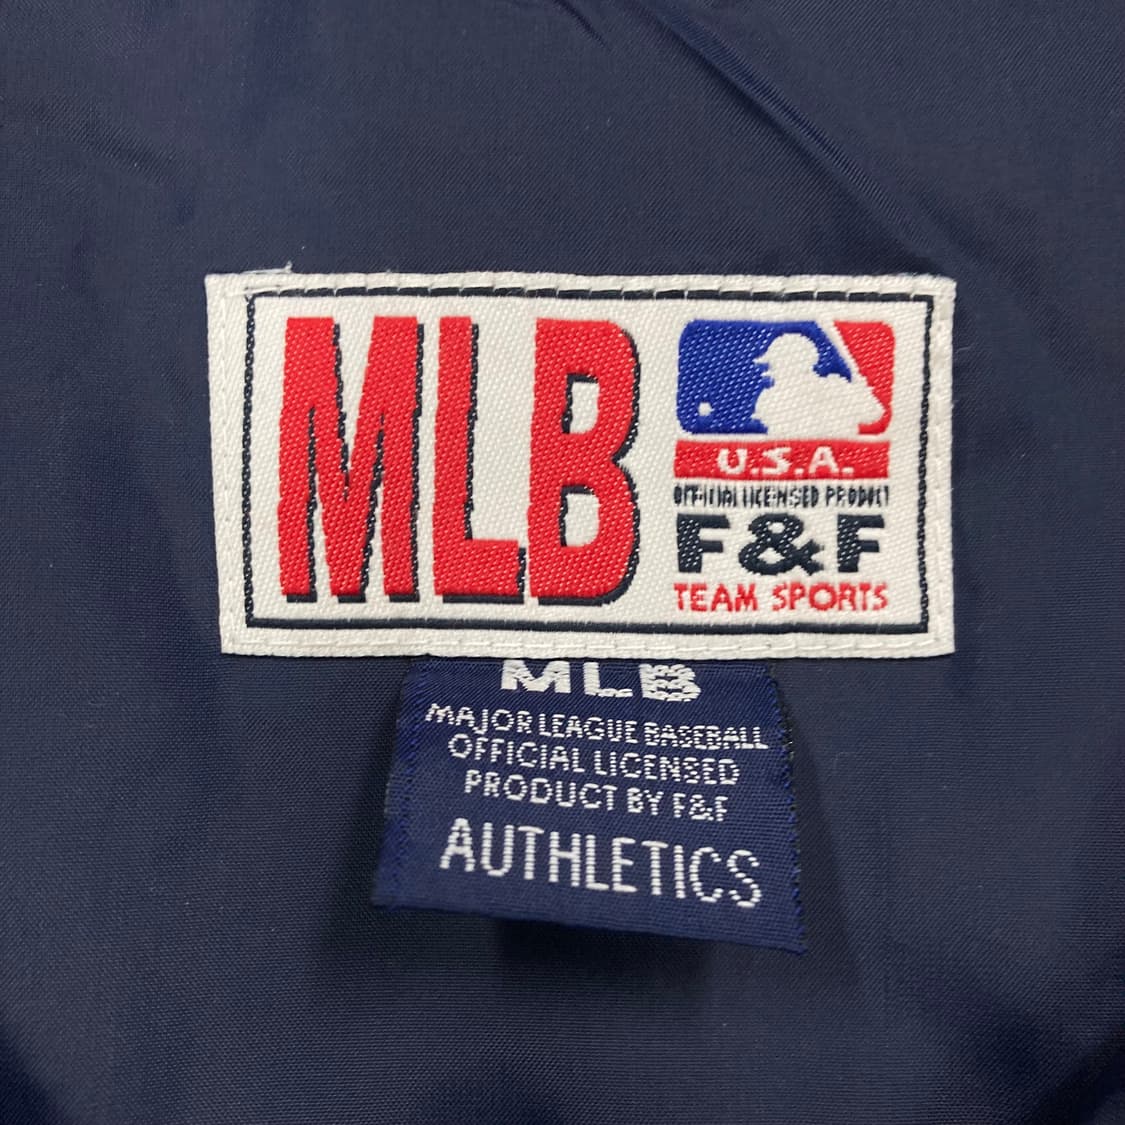 MLB
U.S.A.
OFFICIAL LICENSED PRODUCT
F&F
TEAM SPORTS
MLB
MAJOR LEAGUE BASEBALL
OFFICIAL LICENSED
PRODUCT BY F&F
AUTHLETICS